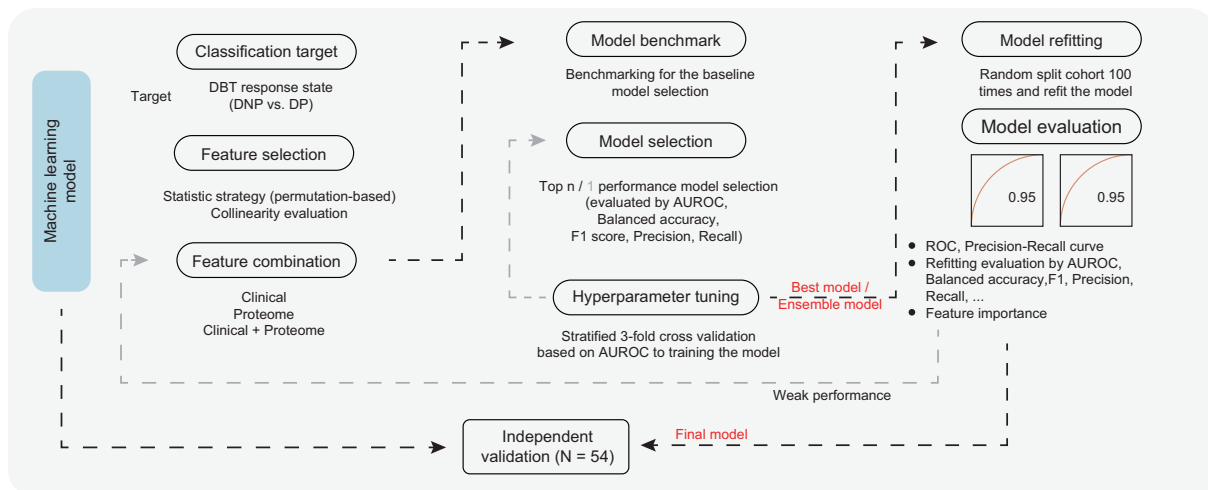 Machine learning
model
Classification target
Target
DBT response state
(DNP vs. DP)
Feature selection
Statistic strategy (permutation-based)
Collinearity evaluation
Feature combination
Clinical
Proteome
Clinical + Proteome
Model benchmark
Benchmarking for the baseline
model selection
Model selection
Top n / 1 performance model selection
(evaluated by AUROC,
Balanced accuracy,
F1 score, Precision, Recall)
Hyperparameter tuning
Stratified 3-fold cross validation
based on AUROC to training the model
Best model /
Ensemble model
Model refitting
Random split cohort 100
times and refit the model
Model evaluation
0.95
0.95
● ROC, Precision-Recall curve
● Refitting evaluation by AUROC,
Balanced accuracy,F1, Precision,
Recall, ...
● Feature importance
Weak performance
Independent
validation (N = 54)
Final model